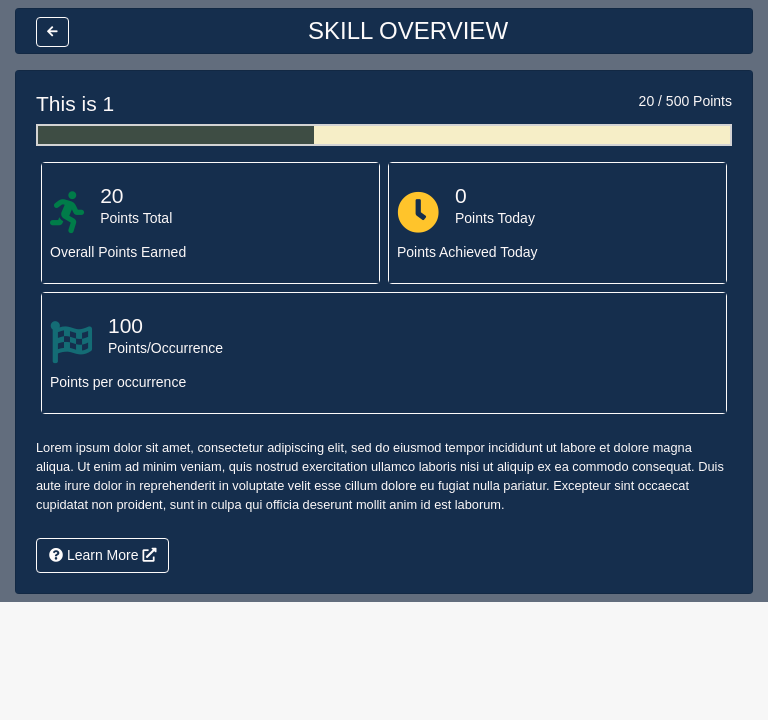 SKILL OVERVIEW
This is 1
20 / 500 Points
20
Points Total
Overall Points Earned
0
Points Today
Points Achieved Today
100
Points/Occurrence
Points per occurrence
Lorem ipsum dolor sit amet, consectetur adipiscing elit, sed do eiusmod tempor incididunt ut labore et dolore magna
aliqua. Ut enim ad minim veniam, quis nostrud exercitation ullamco laboris nisi ut aliquip ex ea commodo consequat. Duis
aute irure dolor in reprehenderit in voluptate velit esse cillum dolore eu fugiat nulla pariatur. Excepteur sint occaecat
cupidatat non proident, sunt in culpa qui officia deserunt mollit anim id est laborum.
Learn More